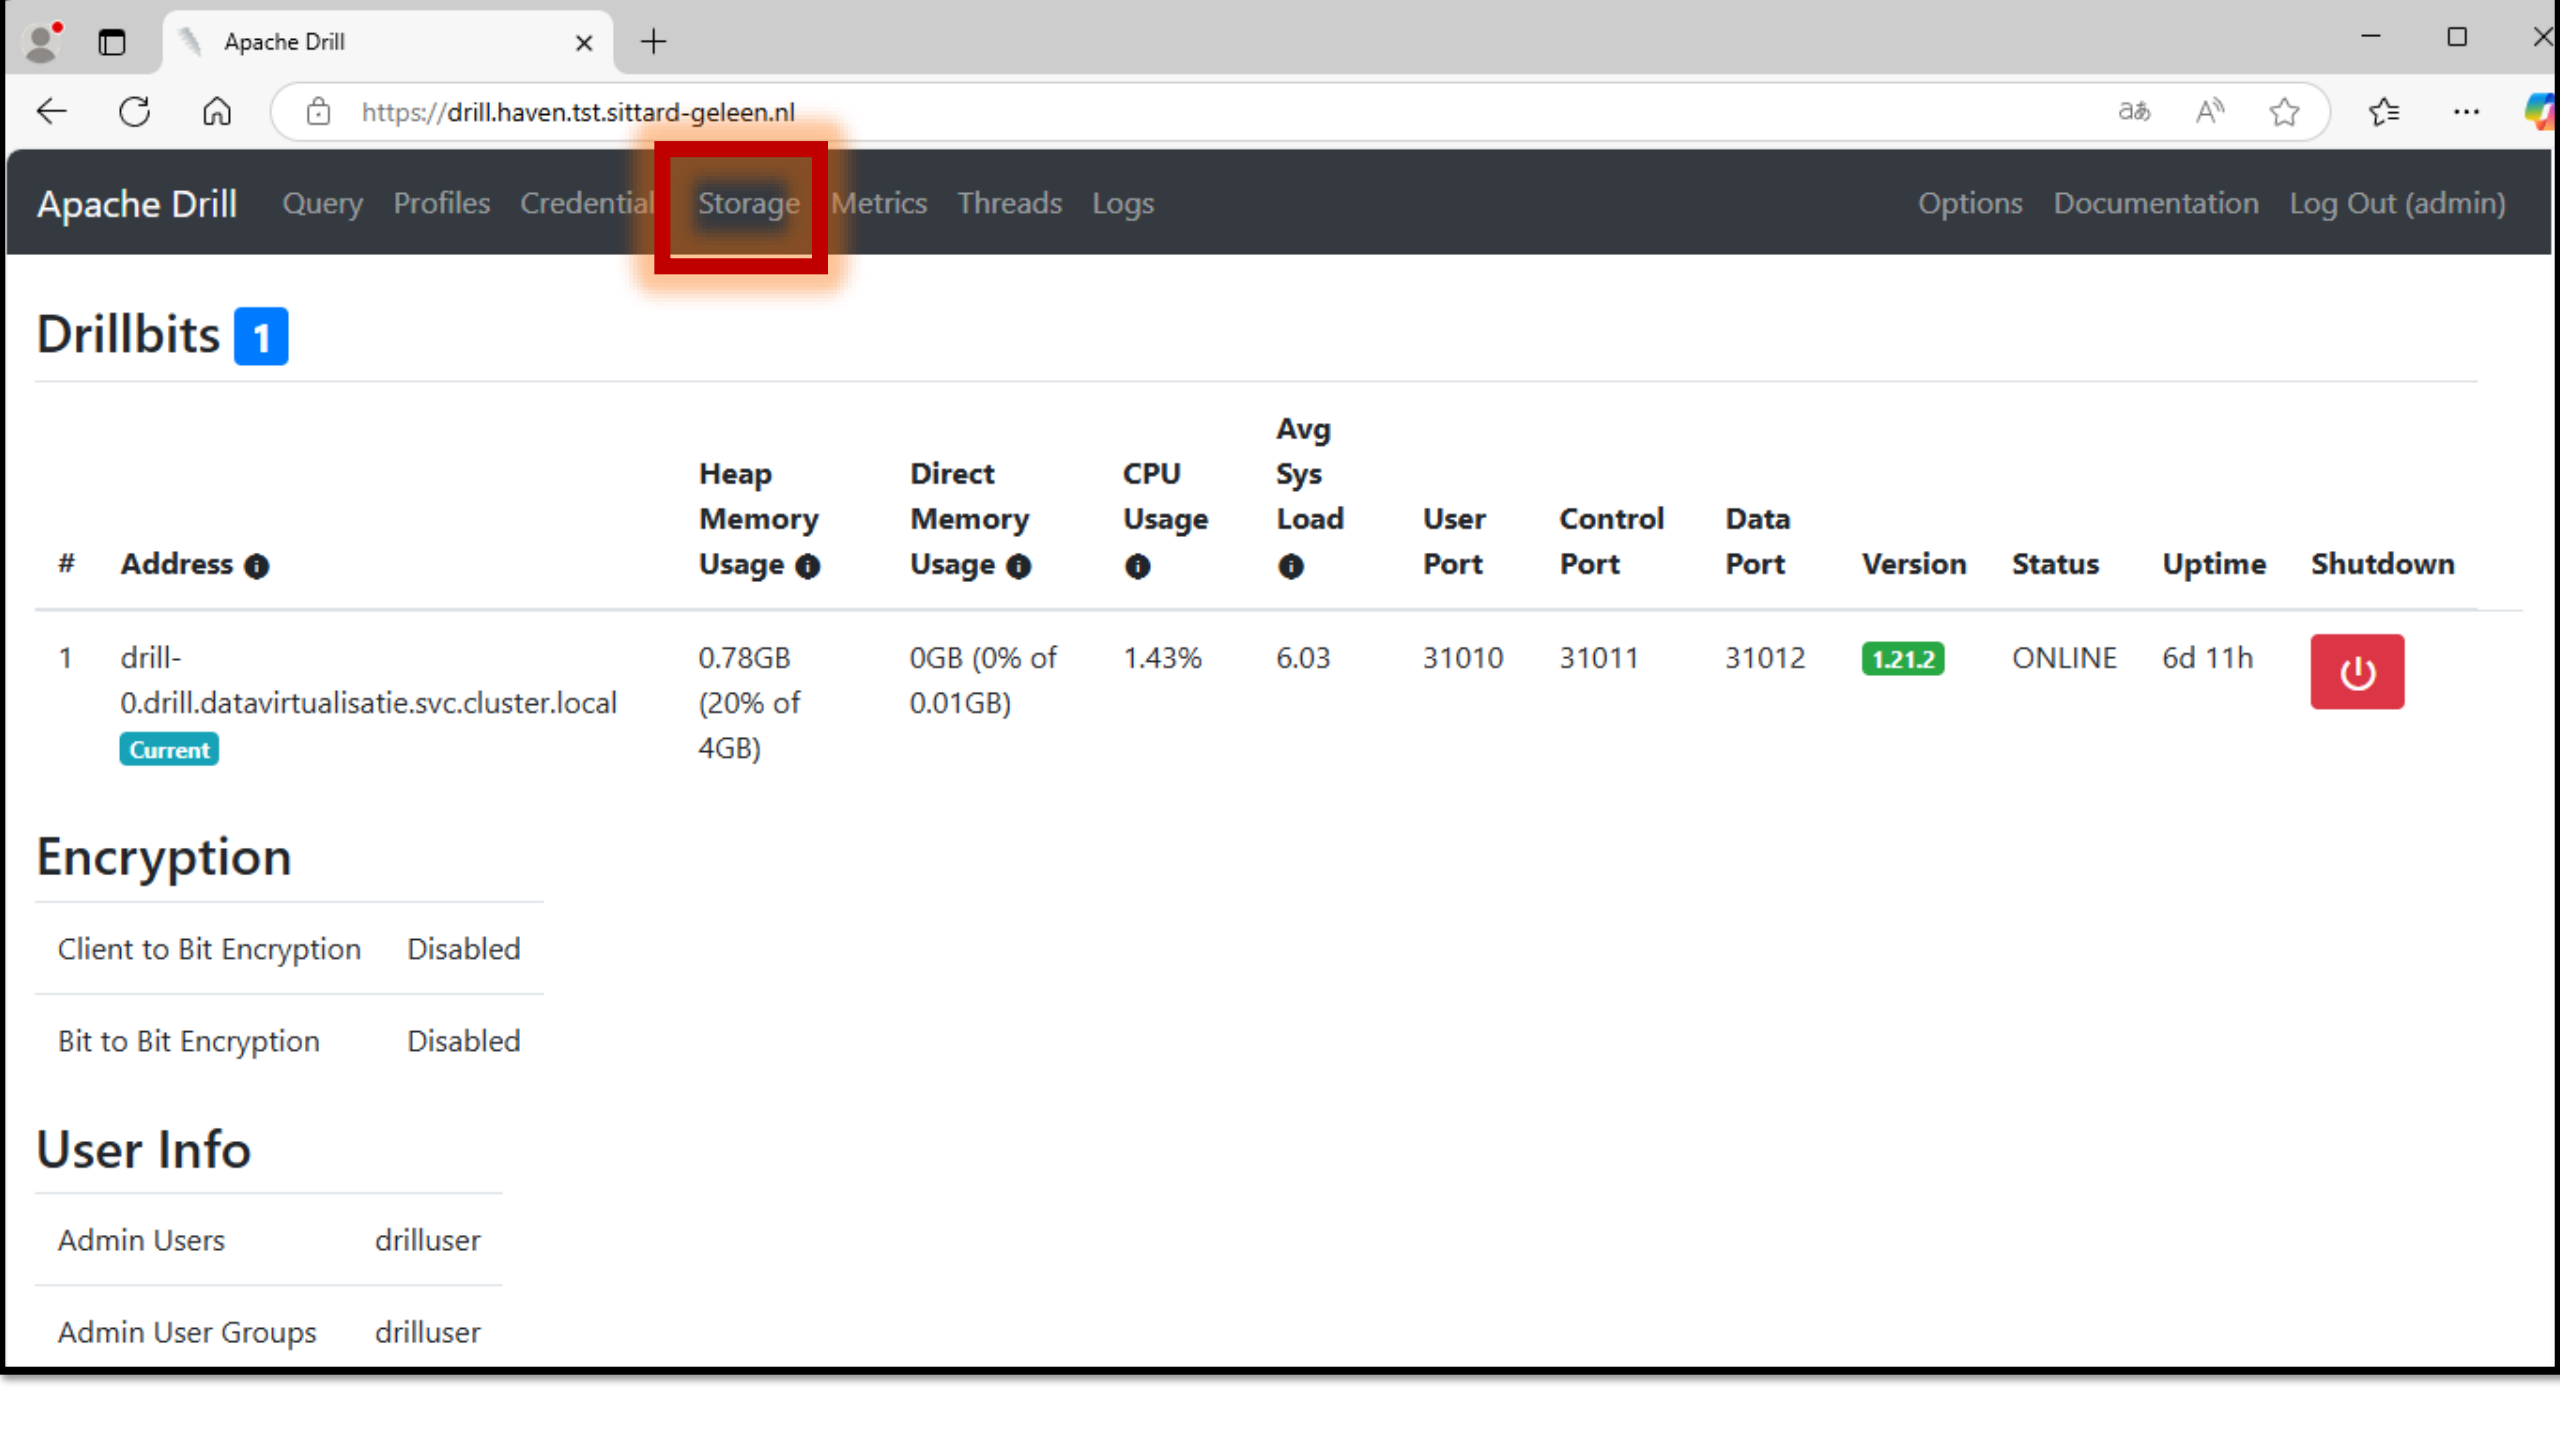 Apache Drill
https://drill.haven.tst.sittard-geleen.nl
Apache Drill Query Profiles Credential Storage Metrics Threads Logs Options Documentation Log Out (admin)
Drillbits 1
# Address Heap Memory Usage Direct Memory Usage CPU Usage Avg Sys Load User Port Control Port Data Port Version Status Uptime Shutdown
1 drill- 0.78GB 0GB (0% of 1.43% 6.03 31010 31011 31012 1.21.2 ONLINE 6d 11h
0.drill.datavirtualisatie.svc.cluster.local (20% of 0.01GB)
Current 4GB)
Encryption
Client to Bit Encryption Disabled
Bit to Bit Encryption Disabled
User Info
Admin Users drilluser
Admin User Groups drilluser